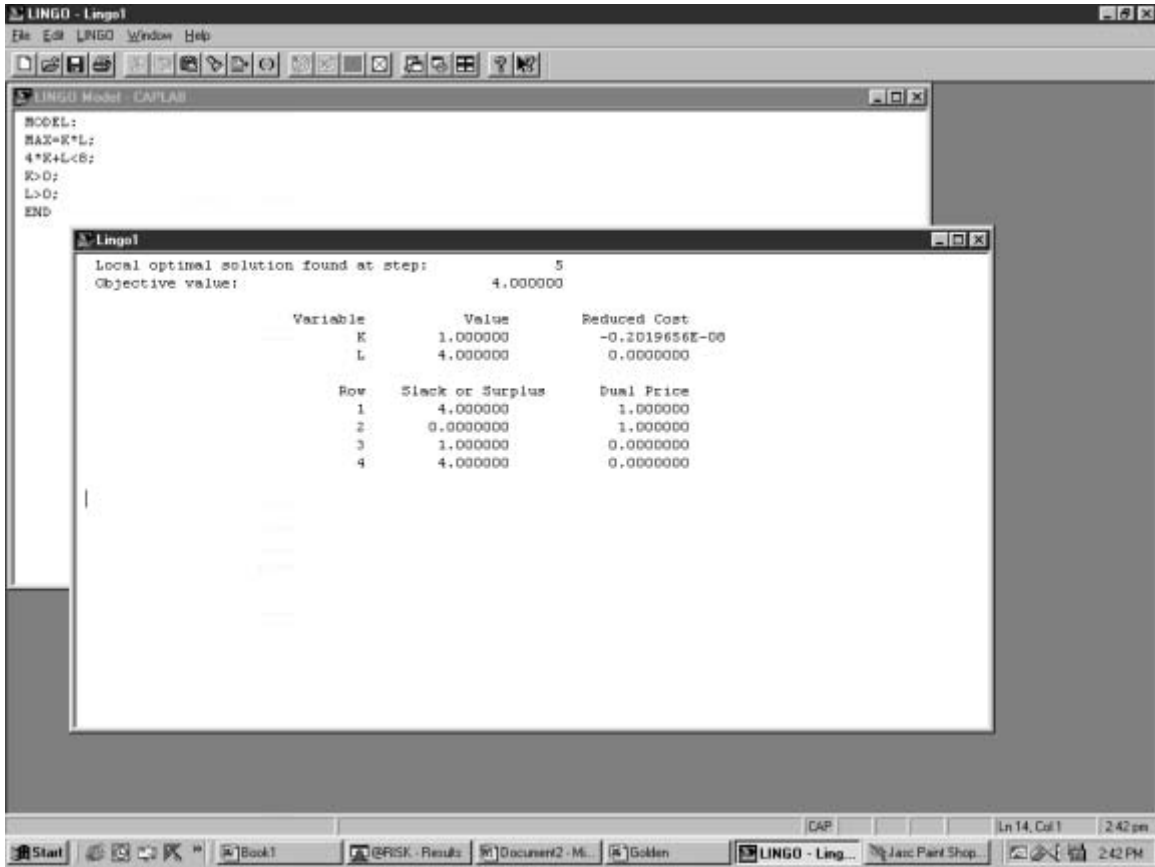 LINGO - Lingo1
File Edit LINGO Window Help
LINGO Model - CAPLAB
MODEL:
MAX=K*L;
4*K+L<8;
K>0;
L>0;
END
Lingo1
Local optimal solution found at step: 5
Objective value: 4.000000
Variable Value Reduced Cost
K 1.000000 -0.2019656E-08
L 4.000000 0.0000000
Row Slack or Surplus Dual Price
1 4.000000 1.000000
2 0.0000000 1.000000
3 1.000000 0.0000000
4 4.000000 0.0000000
CAP Ln 14, Col 1 2:42 pm
Start Book1 @RISK - Results Document2 - Mi... Golden LINGO - Ling... Jasc Paint Shop... 2:42 PM